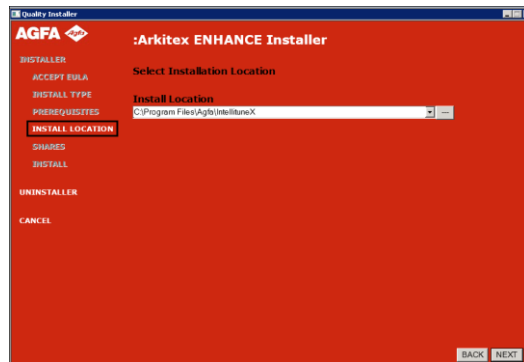 Quality Installer
AGFA
:Arkitex ENHANCE Installer
INSTALLER
ACCEPT EULA
INSTALL TYPE
PREREQUISITES
INSTALL LOCATION
SHARES
INSTALL
UNINSTALLER
CANCEL
Select Installation Location
Install Location
C:\Program Files\Agfa\IntellituneX
BACK NEXT